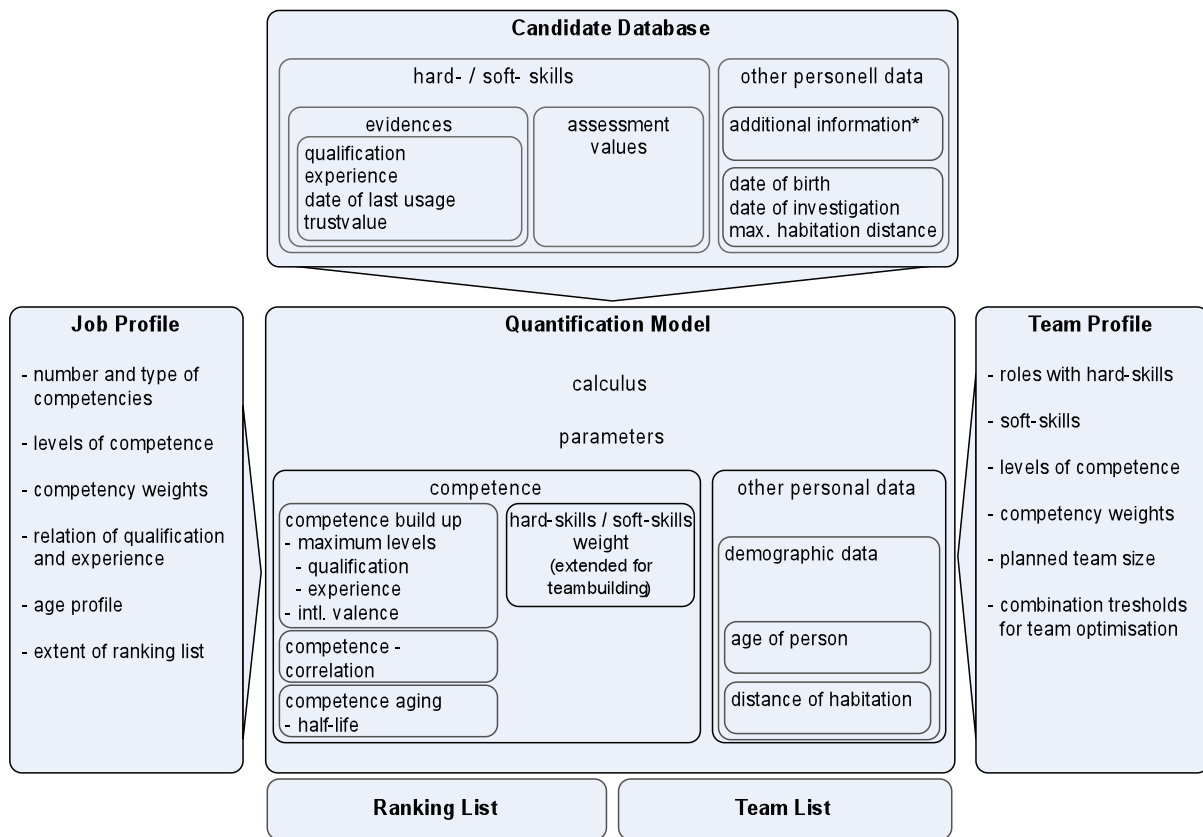 Candidate Database
hard- / soft- skills
evidences
qualification
experience
date of last usage
trustvalue
assessment
values
other personell data
additional information*
date of birth
date of investigation
max. habitation distance
Job Profile
- number and type of
competencies
- levels of competence
- competency weights
- relation of qualification
and experience
- age profile
- extent of ranking list
Quantification Model
calculus
parameters
competence
competence build up
- maximum levels
- qualification
- experience
- intl. valence
competence -
correlation
competence aging
- half-life
hard-skills / soft-skills
weight
(extended for
teambuilding)
other personal data
demographic data
age of person
distance of habitation
Team Profile
- roles with hard-skills
- soft-skills
- levels of competence
- competency weights
- planned team size
- combination tresholds
for team optimisation
Ranking List
Team List